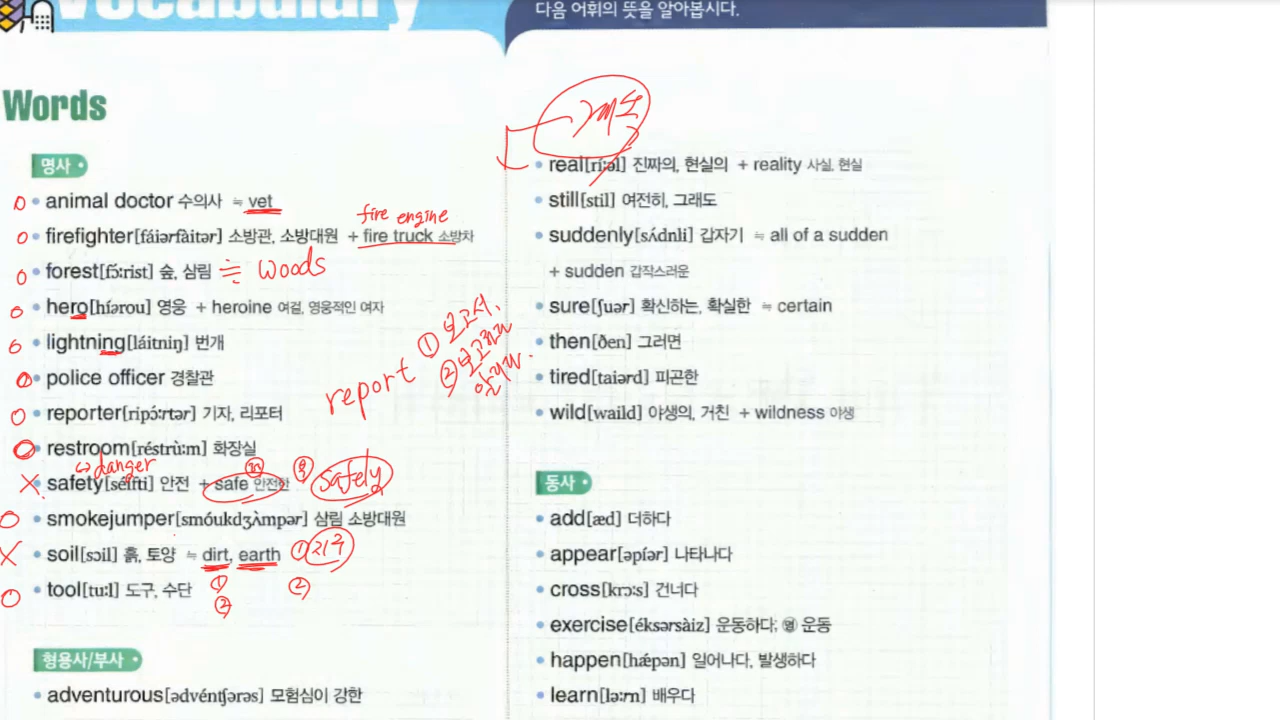 Vocabulary
다음 어휘의 뜻을 알아봅시다.
Words
명사
animal doctor 수의사 ≒ vet
fire engine
firefighter[fáiərfàitər] 소방관, 소방대원 + fire truck 소방차
forest[fɔ́ːrist] 숲, 삼림 ≒ woods
hero[híərou] 영웅 + heroine 여걸, 영웅적인 여자
lightning[láitniŋ] 번개
police officer 경찰관
reporter[ripɔ́ːrtər] 기자, 리포터
report ① 보고서,
②
restroom[réstrùːm] 화장실
↔ danger
safety[séifti] 안전 + safe 안전한 safely
smokejumper[smóukdʒʌ̀mpər] 삼림 소방대원
soil[sɔil] 흙, 토양 ≒ dirt, earth ① 지구
① ②
②
tool[tuːl] 도구, 수단
형용사/부사
adventurous[ədvéntʃərəs] 모험심이 강한
계속
real[ríːəl] 진짜의, 현실의 + reality 사실, 현실
still[stil] 여전히, 그래도
suddenly[sʌ́dnli] 갑자기 ≒ all of a sudden
+ sudden 갑작스러운
sure[ʃuər] 확신하는, 확실한 ≒ certain
then[ðen] 그러면
tired[taiərd] 피곤한
wild[waild] 야생의, 거친 + wildness 야생
동사
add[æd] 더하다
appear[əpíər] 나타나다
cross[krɔːs] 건너다
exercise[éksərsàiz] 운동하다; 명 운동
happen[hǽpən] 일어나다, 발생하다
learn[ləːrn] 배우다